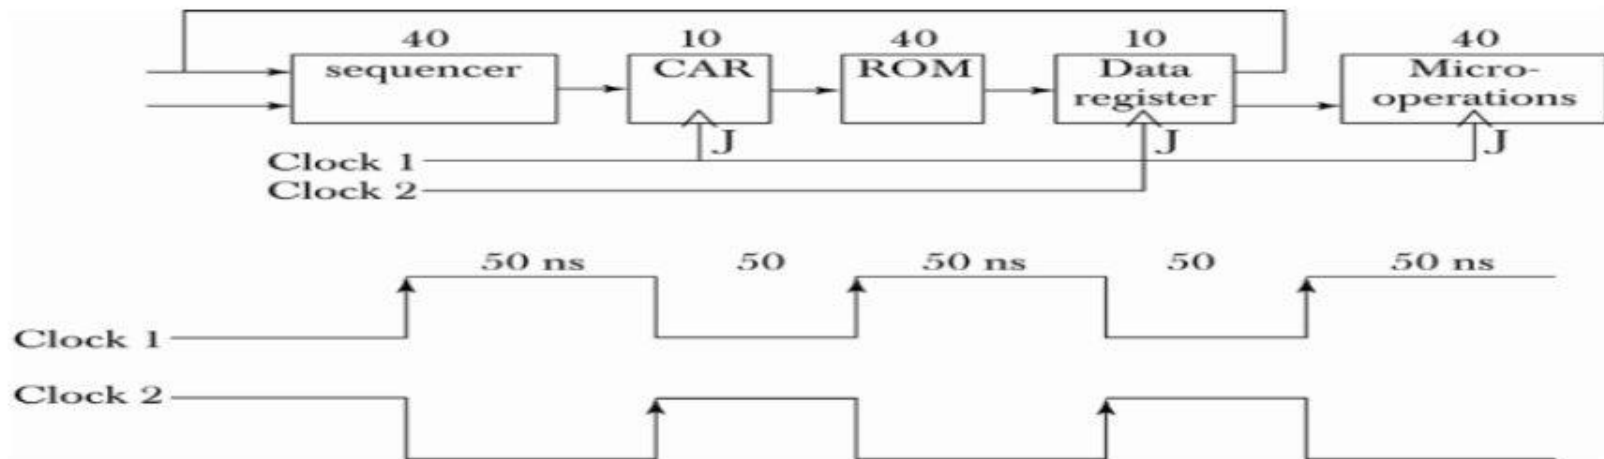 40 10 40 10 40
sequencer CAR ROM Data register Micro-operations
J J J
Clock 1
Clock 2
50 ns 50 50 ns 50 50 ns
Clock 1
Clock 2